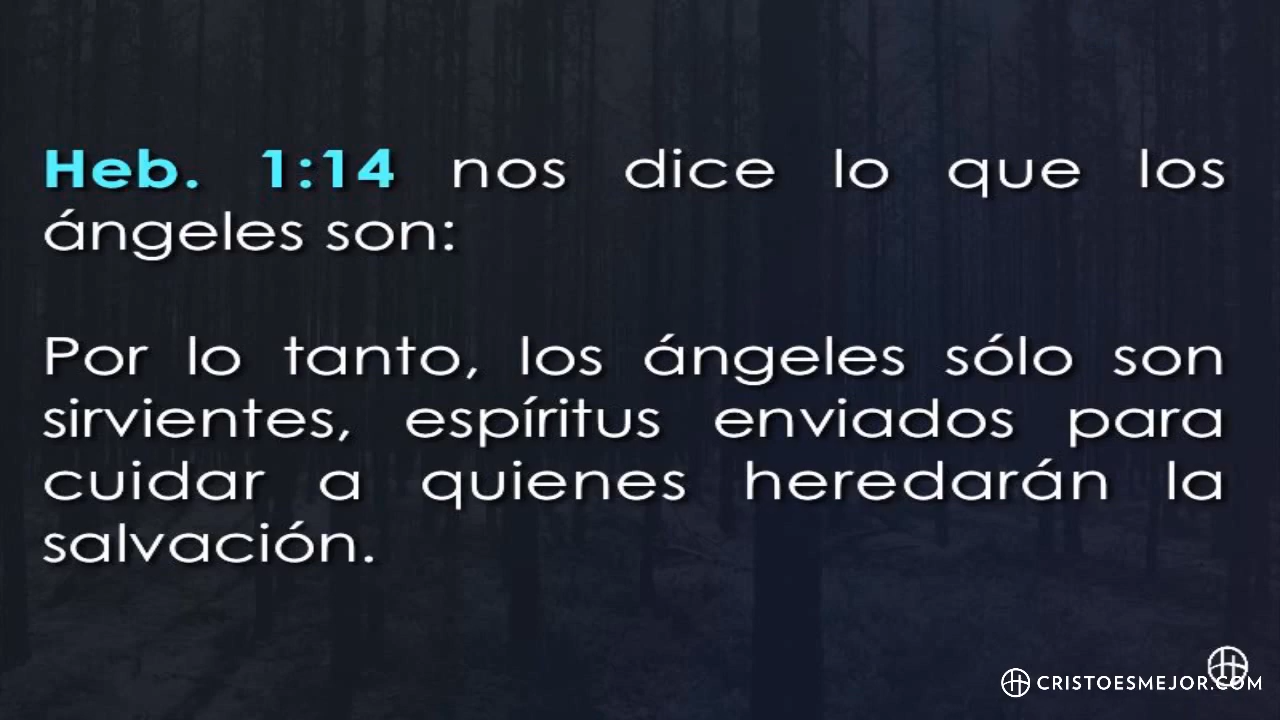 Heb. 1:14 nos dice lo que los
ángeles son:
Por lo tanto, los ángeles sólo son
sirvientes, espíritus enviados para
cuidar a quienes heredarán la
salvación.
CRISTOESMEJOR.COM